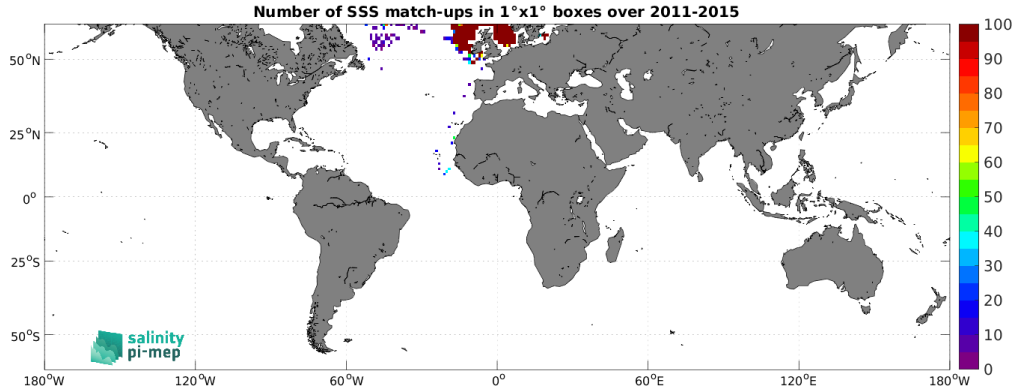 Number of SSS match-ups in 1°x1° boxes over 2011-2015
50°N
25°N
0°
25°S
50°S
180°W
120°W
60°W
0°
60°E
120°E
180°W
100
90
80
70
60
50
40
30
20
10
0
salinity
pi-mep